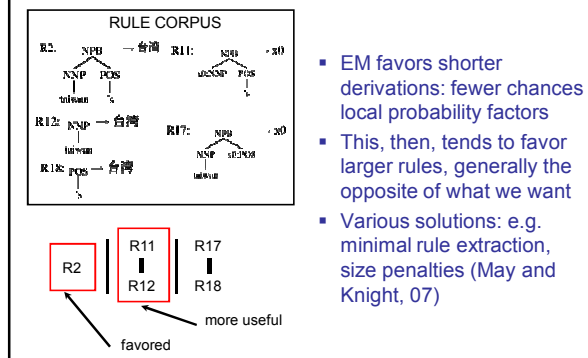 RULE CORPUS
R2: NPB → 台湾 R11: NPB → x0
NNP POS x0:NNP POS
taiwan 's 's
R12: NNP → 台湾 R17: NPB → x0
taiwan NNP x0:POS
R18: POS → 台湾 taiwan
's
R2 R11 R17
R12 R18
more useful
favored
▪ EM favors shorter
derivations: fewer chances
local probability factors
▪ This, then, tends to favor
larger rules, generally the
opposite of what we want
▪ Various solutions: e.g.
minimal rule extraction,
size penalties (May and
Knight, 07)